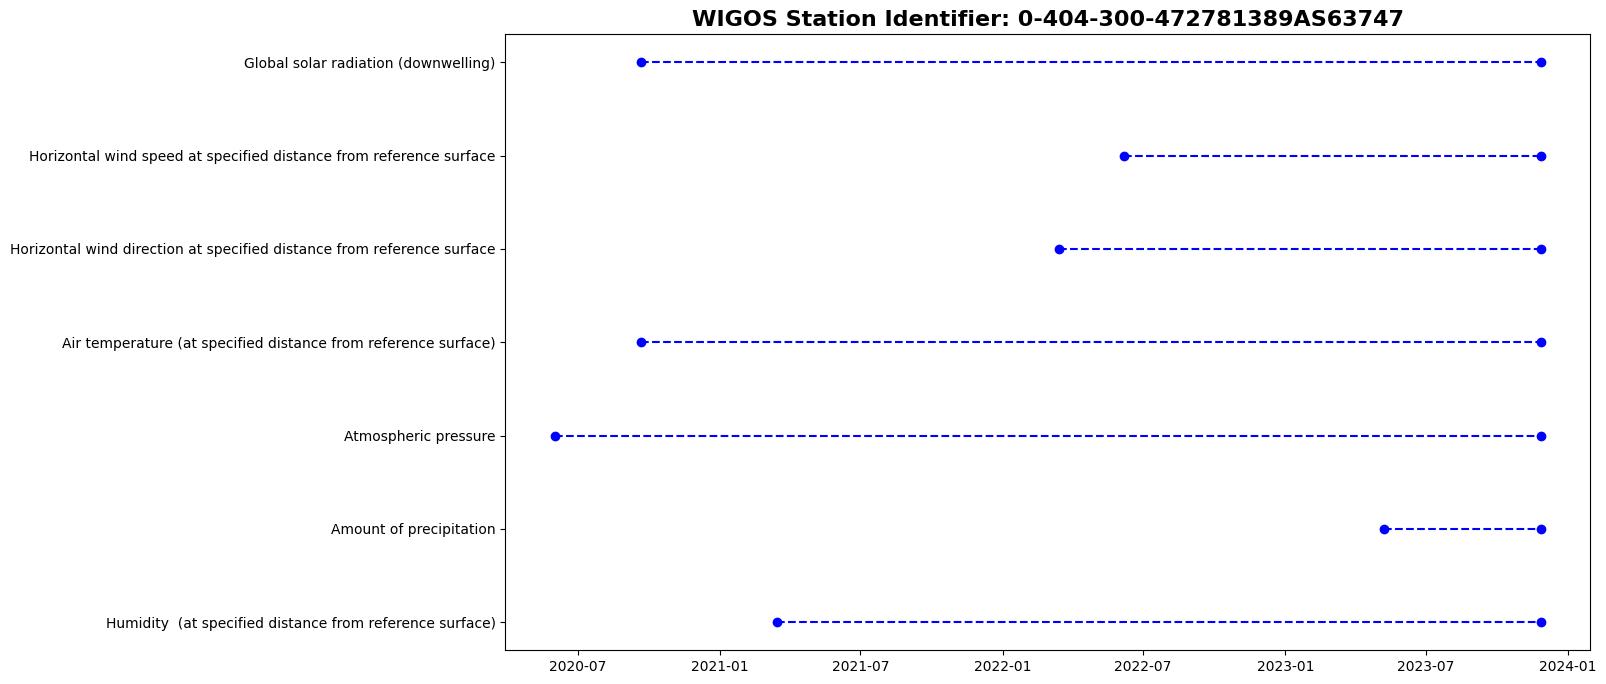 WIGOS Station Identifier: 0-404-300-472781389AS63747
Global solar radiation (downwelling)
Horizontal wind speed at specified distance from reference surface
Horizontal wind direction at specified distance from reference surface
Air temperature (at specified distance from reference surface)
Atmospheric pressure
Amount of precipitation
Humidity  (at specified distance from reference surface)
2020-07 2021-01 2021-07 2022-01 2022-07 2023-01 2023-07 2024-01